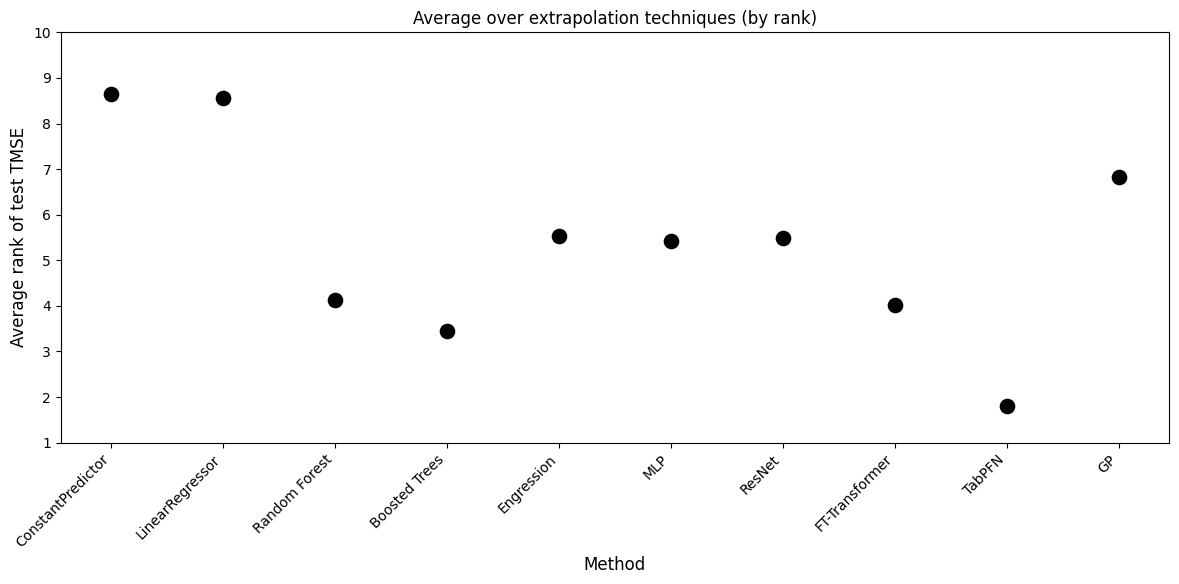 Average over extrapolation techniques (by rank)
10
9
8
7
6
5
4
3
2
1
Average rank of test TMSE
ConstantPredictor
LinearRegressor
Random Forest
Boosted Trees
Engression
MLP
ResNet
FT-Transformer
TabPFN
GP
Method